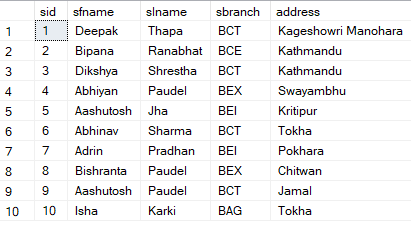 sid sfname slname sbranch address
1 1 Deepak Thapa BCT Kageshowri Manohara
2 2 Bipana Ranabhat BCE Kathmandu
3 3 Dikshya Shrestha BCT Kathmandu
4 4 Abhiyan Paudel BEX Swayambhu
5 5 Aashutosh Jha BEI Kritipur
6 6 Abhinav Sharma BCT Tokha
7 7 Adrin Pradhan BEI Pokhara
8 8 Bishranta Paudel BEX Chitwan
9 9 Aashutosh Paudel BCT Jamal
10 10 Isha Karki BAG Tokha